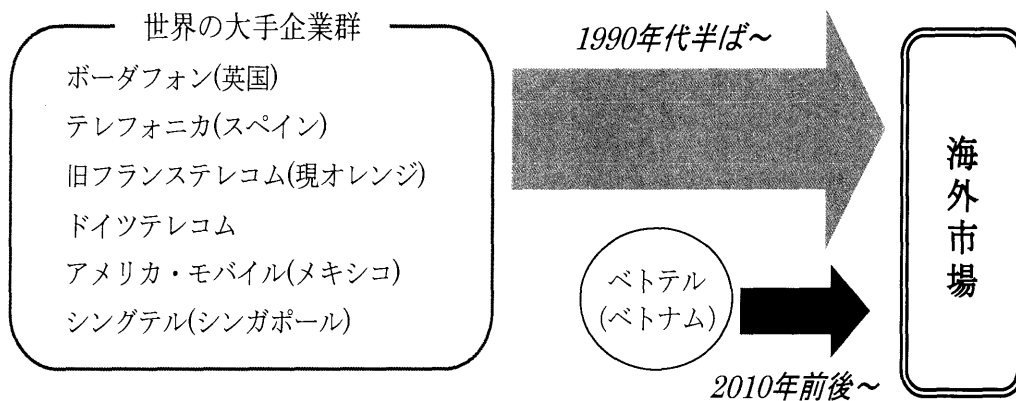 世界の大手企業群
ボーダフォン(英国)
テレフォニカ(スペイン)
旧フランステレコム(現オレンジ)
ドイツテレコム
アメリカ・モバイル(メキシコ)
シングテル(シンガポール)
1990年代半ば~
ベトテル
(ベトナム)
2010年前後~
海外市場